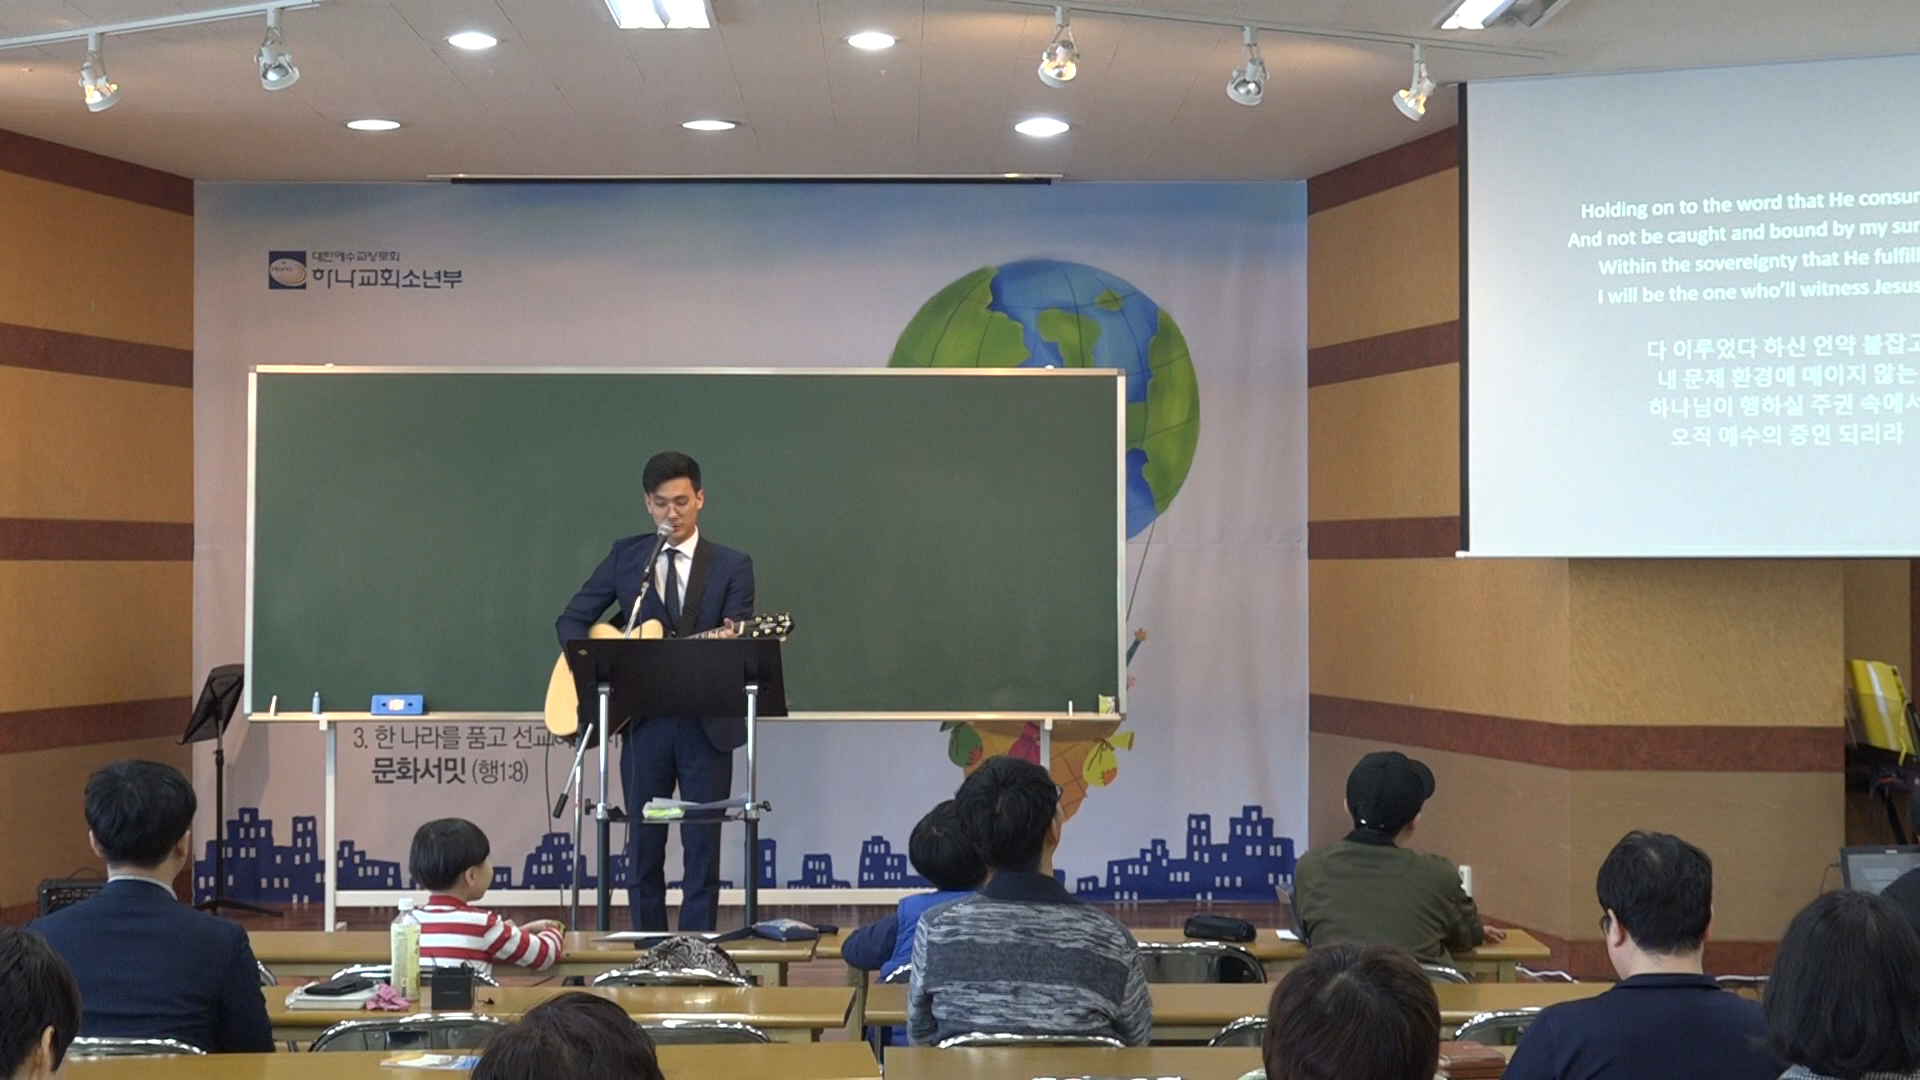 대한예수교장로회
하나교회소년부
3. 한 나라를 품고 선교
문화서밋 (행1:8)
Holding on to the word that He
And not be caught and bound by my
Within the sovereignty that He
I will be the one who'll witness Jesus
다 이루었다 하신 언약 붙잡고
내 문제 환경에 매이지 않는
하나님이 행하실 주권 속에서
오직 예수의 증인 되리라